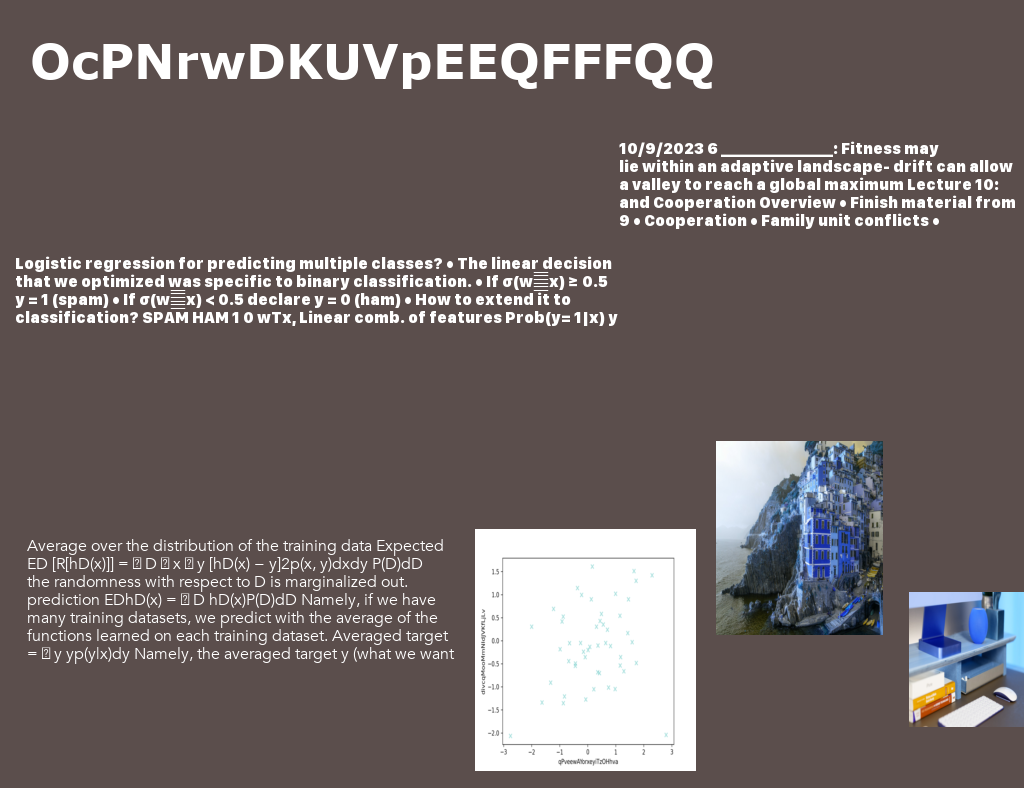 OcPNrwDKUVpEEQFFFQQ
10/9/2023 6 ______________: Fitness may
lie within an adaptive landscape- drift can allow
a valley to reach a global maximum Lecture 10:
and Cooperation Overview • Finish material from
9 • Cooperation • Family unit conflicts •
Logistic regression for predicting multiple classes? • The linear decision
that we optimized was specific to binary classification. • If σ(w x) ≥ 0.5
y = 1 (spam) • If σ(w x) < 0.5 declare y = 0 (ham) • How to extend it to
classification? SPAM HAM 1 0 wTx, Linear comb. of features Prob(y= 1|x) y
Average over the distribution of the training data Expected
ED [R[hD(x)]] = D x y [hD(x) − y]2p(x, y)dxdy P(D)dD
the randomness with respect to D is marginalized out.
prediction EDhD(x) = D hD(x)P(D)dD Namely, if we have
many training datasets, we predict with the average of the
functions learned on each training dataset. Averaged target
= y yp(y|x)dy Namely, the averaged target y (what we want
1.5
1.0
0.5
0.0
−0.5
−1.0
−1.5
−2.0
−3 −2 −1 0 1 2 3